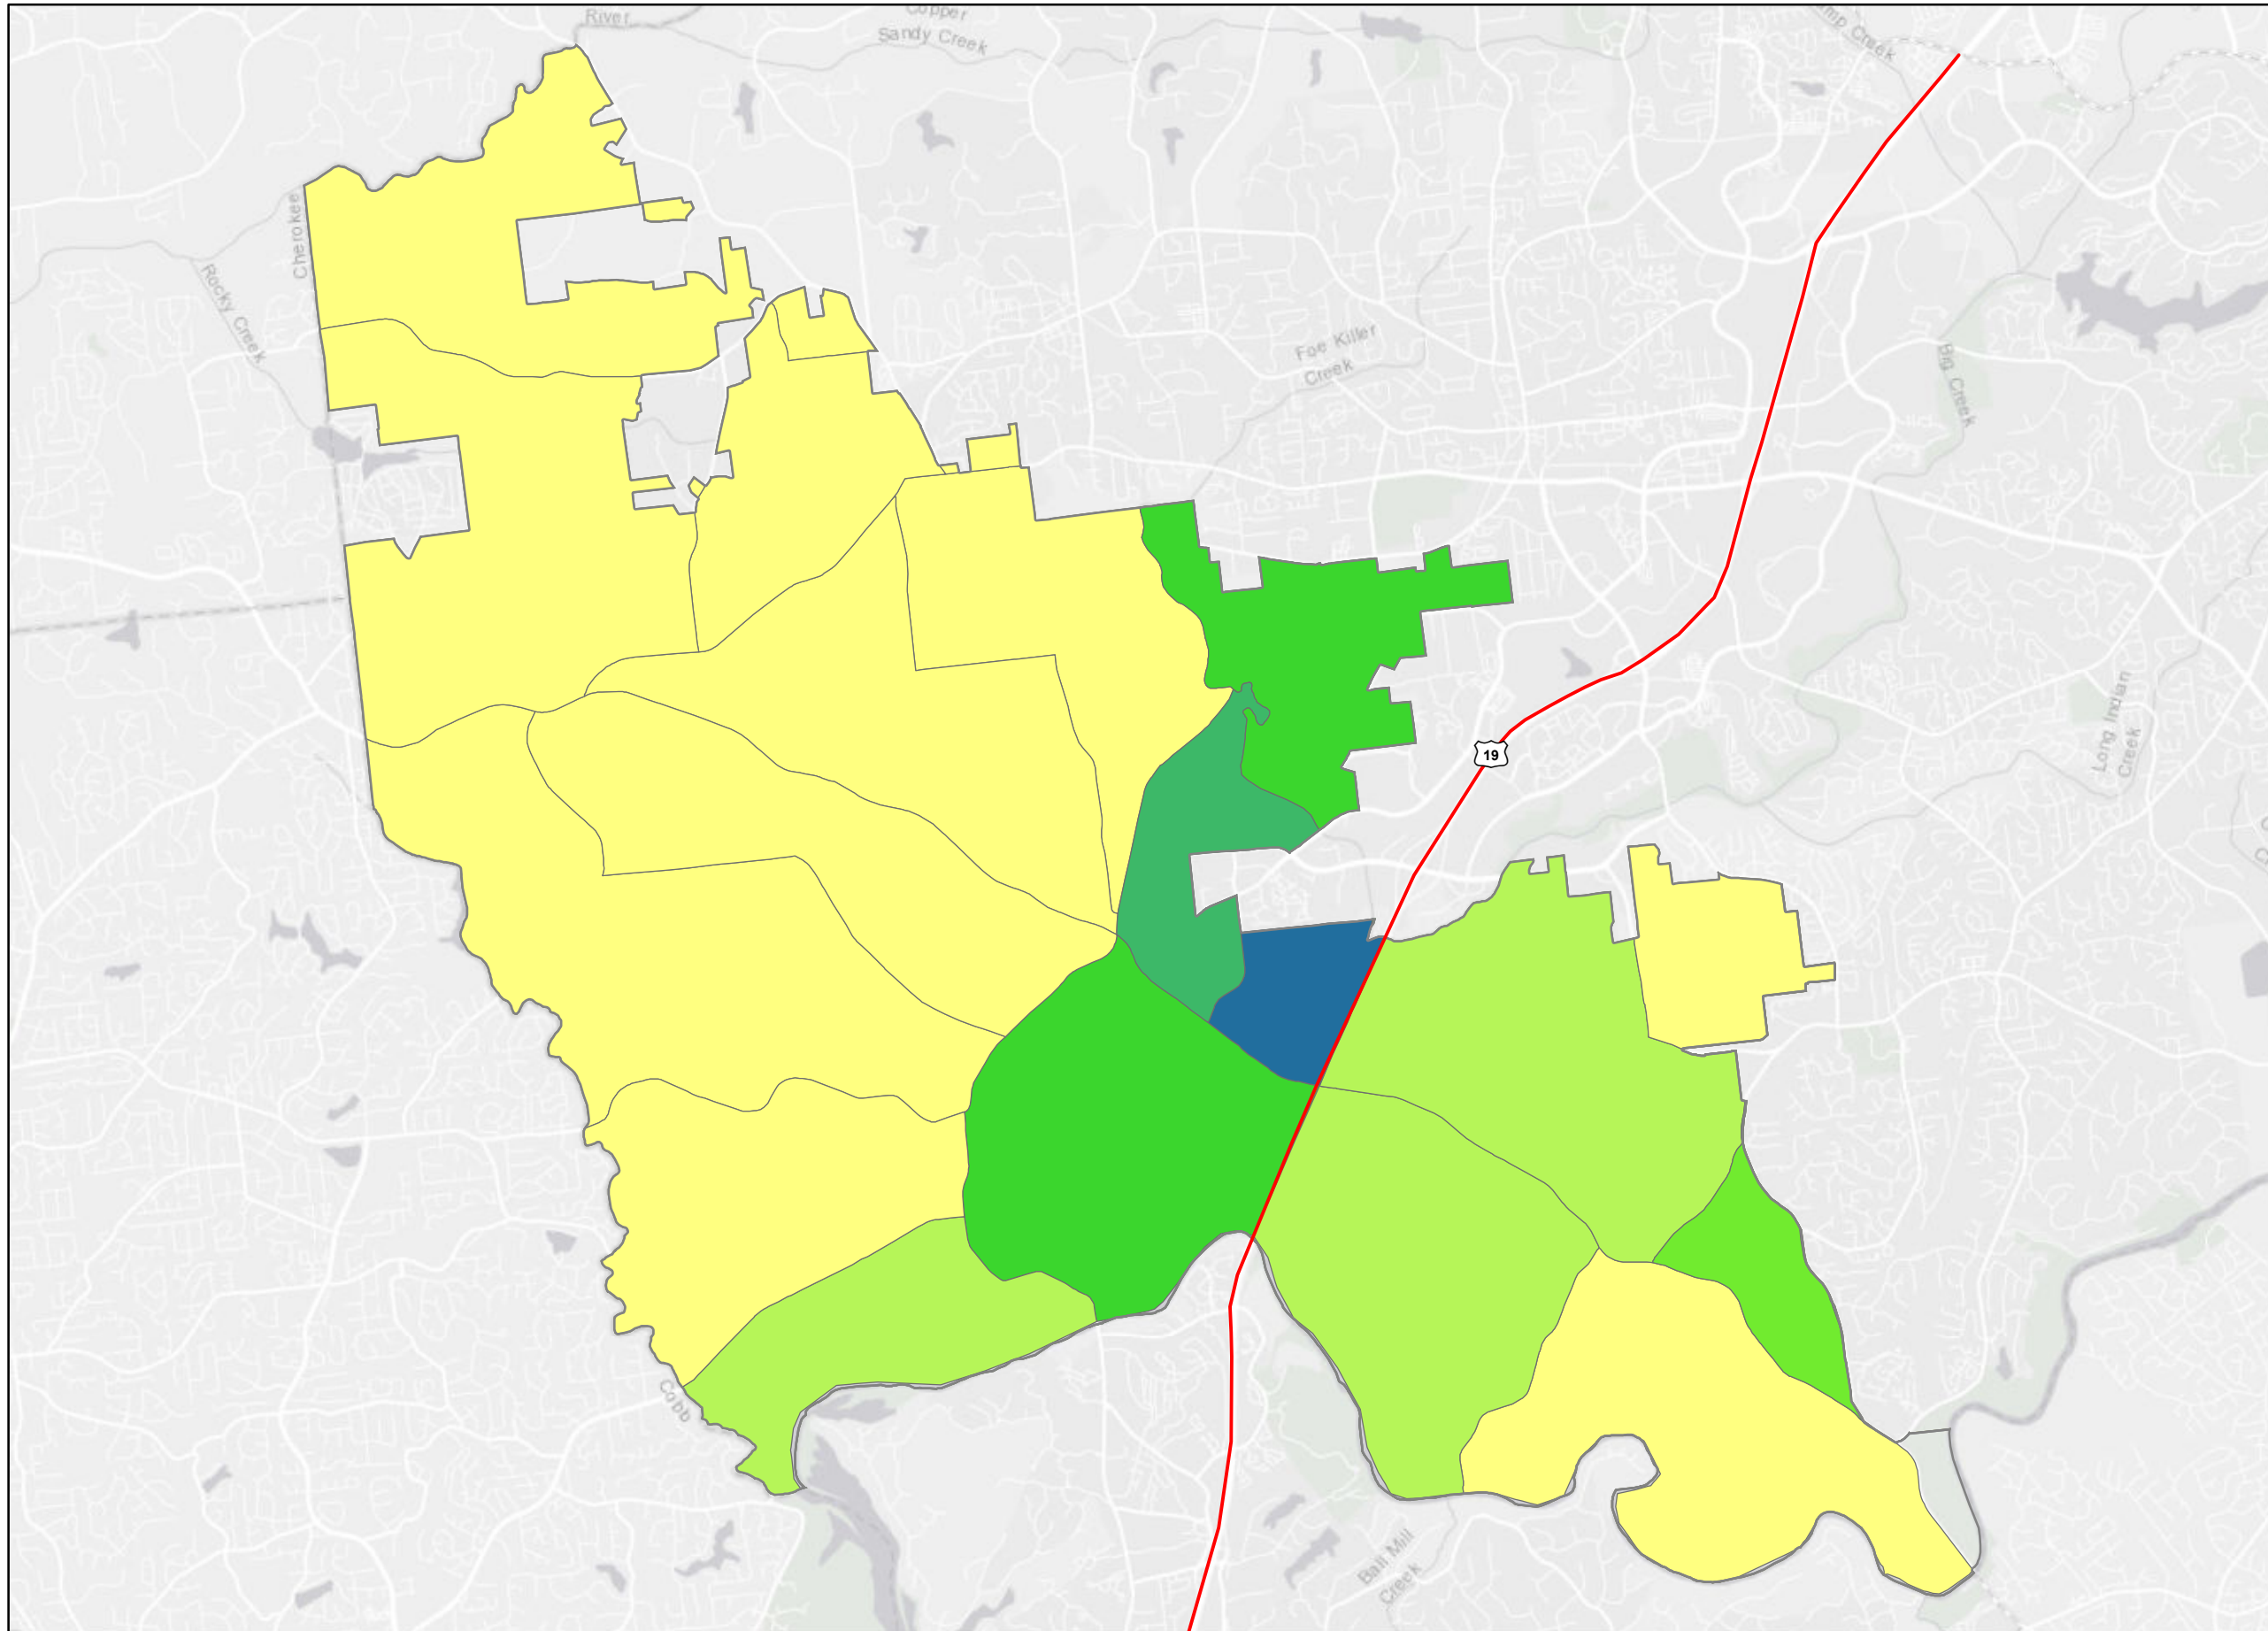 River
Copper
Sandy Creek
Cherokee
Rocky Creek
Foe Killer
Creek
Big Creek
Long Indian
Creek
19
Cobb
Ball Mill
Creek